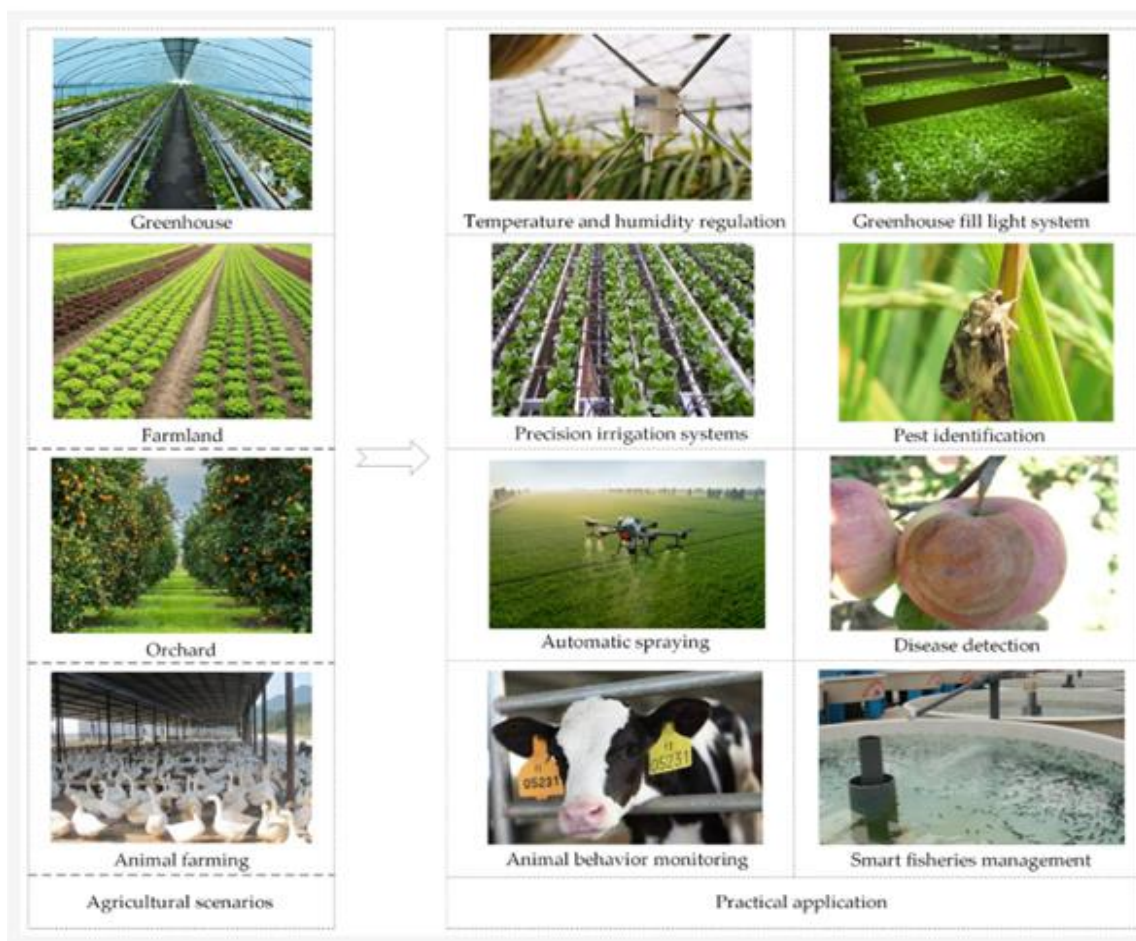 Greenhouse
Temperature and humidity regulation
Greenhouse fill light system
Farmland
Precision irrigation systems
Pest identification
Orchard
Automatic spraying
Disease detection
05231
05231
Animal farming
Animal behavior monitoring
Smart fisheries management
Agricultural scenarios
Practical application